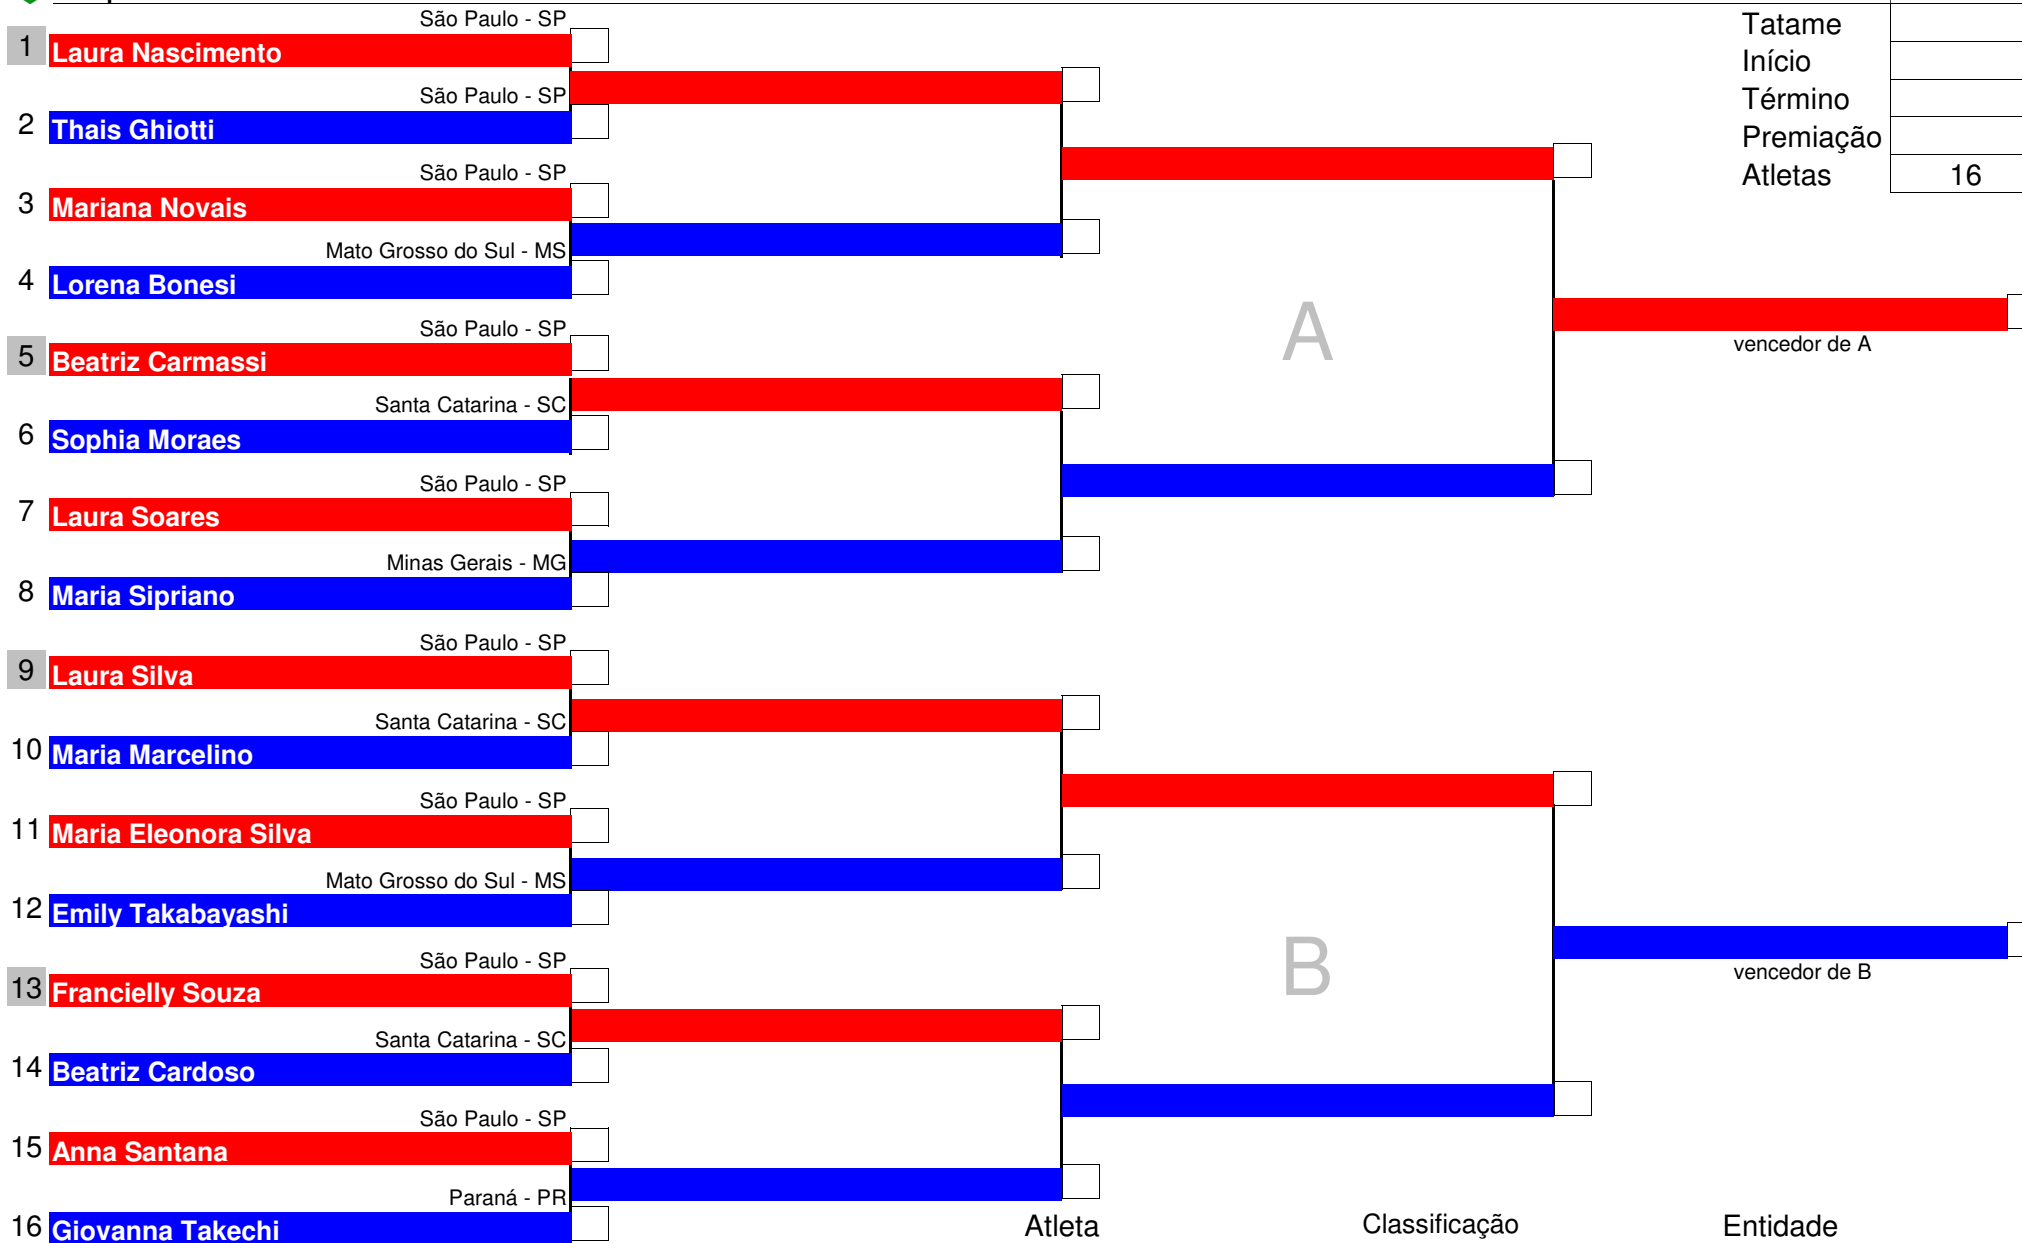 São Paulo - SP
1 Laura Nascimento
São Paulo - SP
2 Thais Ghiotti
São Paulo - SP
3 Mariana Novais
Mato Grosso do Sul - MS
4 Lorena Bonesi
São Paulo - SP
5 Beatriz Carmassi
Santa Catarina - SC
6 Sophia Moraes
São Paulo - SP
7 Laura Soares
Minas Gerais - MG
8 Maria Sipriano
São Paulo - SP
9 Laura Silva
Santa Catarina - SC
10 Maria Marcelino
São Paulo - SP
11 Maria Eleonora Silva
Mato Grosso do Sul - MS
12 Emily Takabayashi
São Paulo - SP
13 Francielly Souza
Santa Catarina - SC
14 Beatriz Cardoso
São Paulo - SP
15 Anna Santana
Paraná - PR
16 Giovanna Takechi
A
B
Tatame
Início
Término
Premiação
Atletas 16
vencedor de A
vencedor de B
Atleta Classificação Entidade